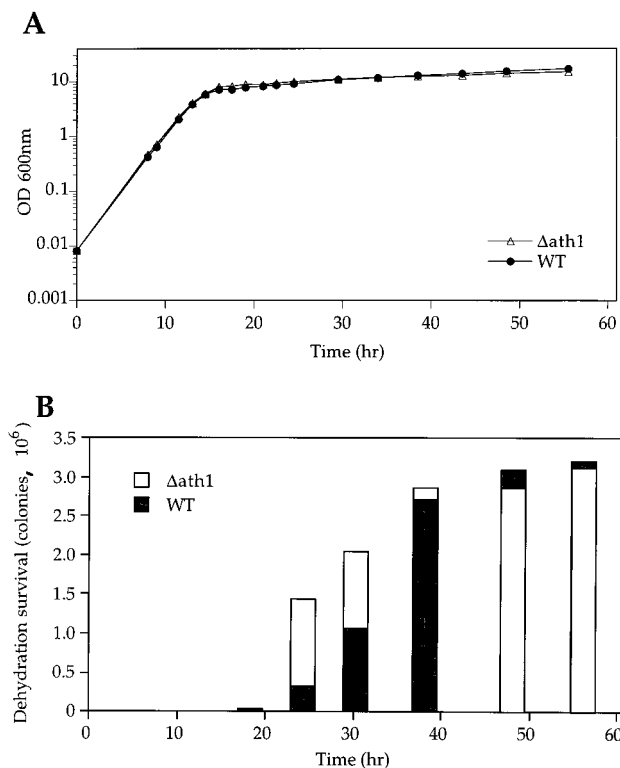 A
OD 600nm
10
1
0.1
0.01
0.001
Δath1
WT
0 10 20 30 40 50 60
Time (hr)
B
Dehydration survival (colonies, 10⁶)
3.5
3.0
2.5
2.0
1.5
1.0
0.5
0
Δath1
WT
0 10 20 30 40 50 60
Time (hr)